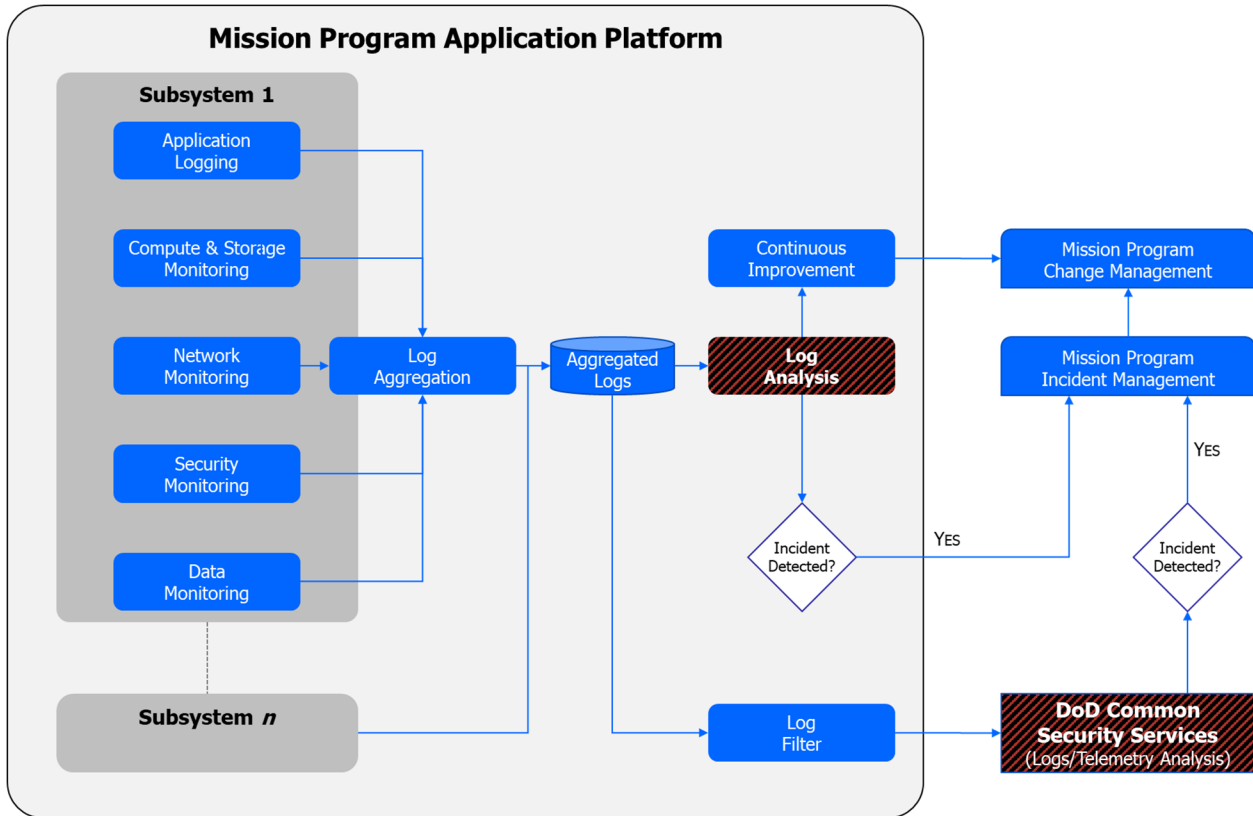 Mission Program Application Platform
Subsystem 1
Application
Logging
Compute & Storage
Monitoring
Network
Monitoring
Security
Monitoring
Data
Monitoring
Subsystem n
Log
Aggregation
Aggregated
Logs
Continuous
Improvement
Log
Analysis
Incident
Detected?
YES
Log
Filter
Mission Program
Change Management
Mission Program
Incident Management
YES
Incident
Detected?
DoD Common
Security Services
(Logs/Telemetry Analysis)